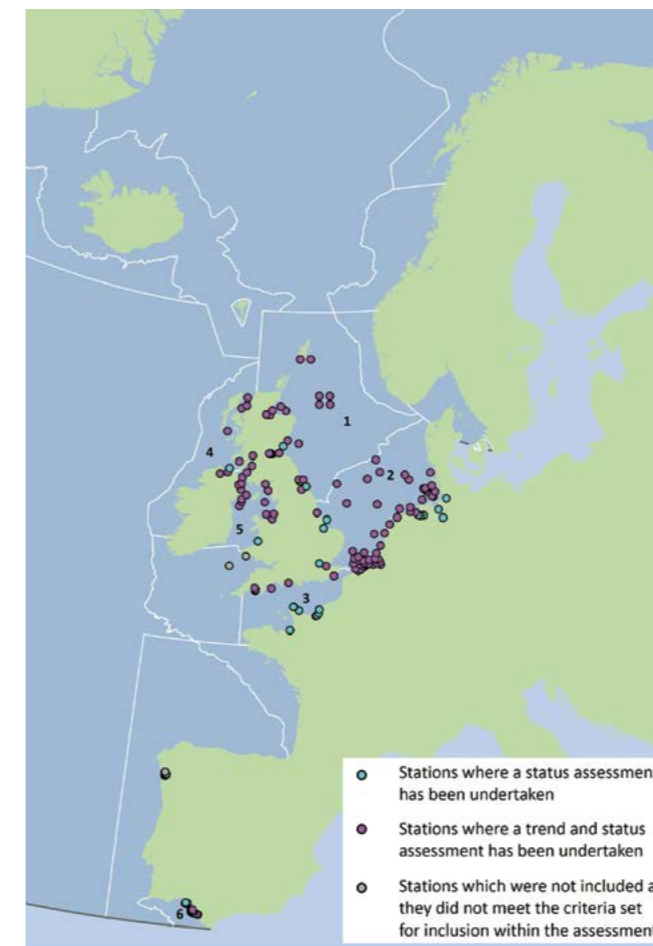 1
2
4
5
3
6
Stations where a status assessmen
has been undertaken
Stations where a trend and status
assessment has been undertaken
Stations which were not included a
they did not meet the criteria set
for inclusion within the assessment